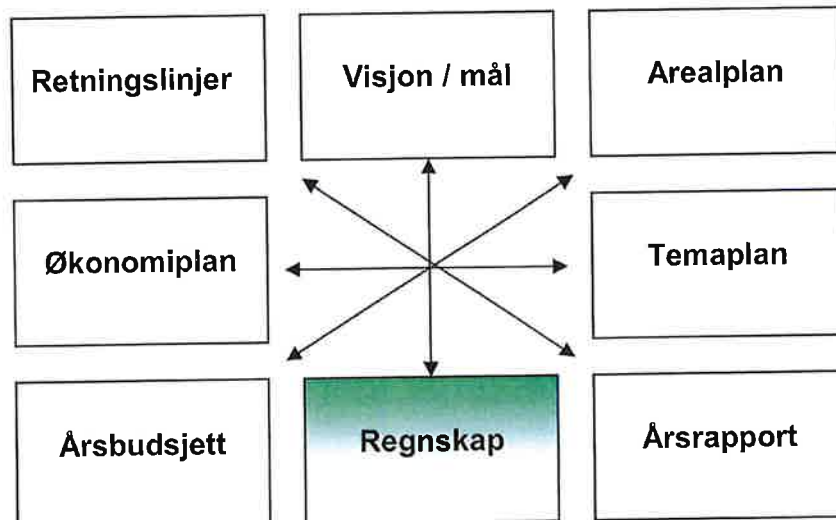 Retningslinjer
Visjon / mål
Arealplan
Økonomiplan
Temaplan
Årsbudsjett
Regnskap
Årsrapport